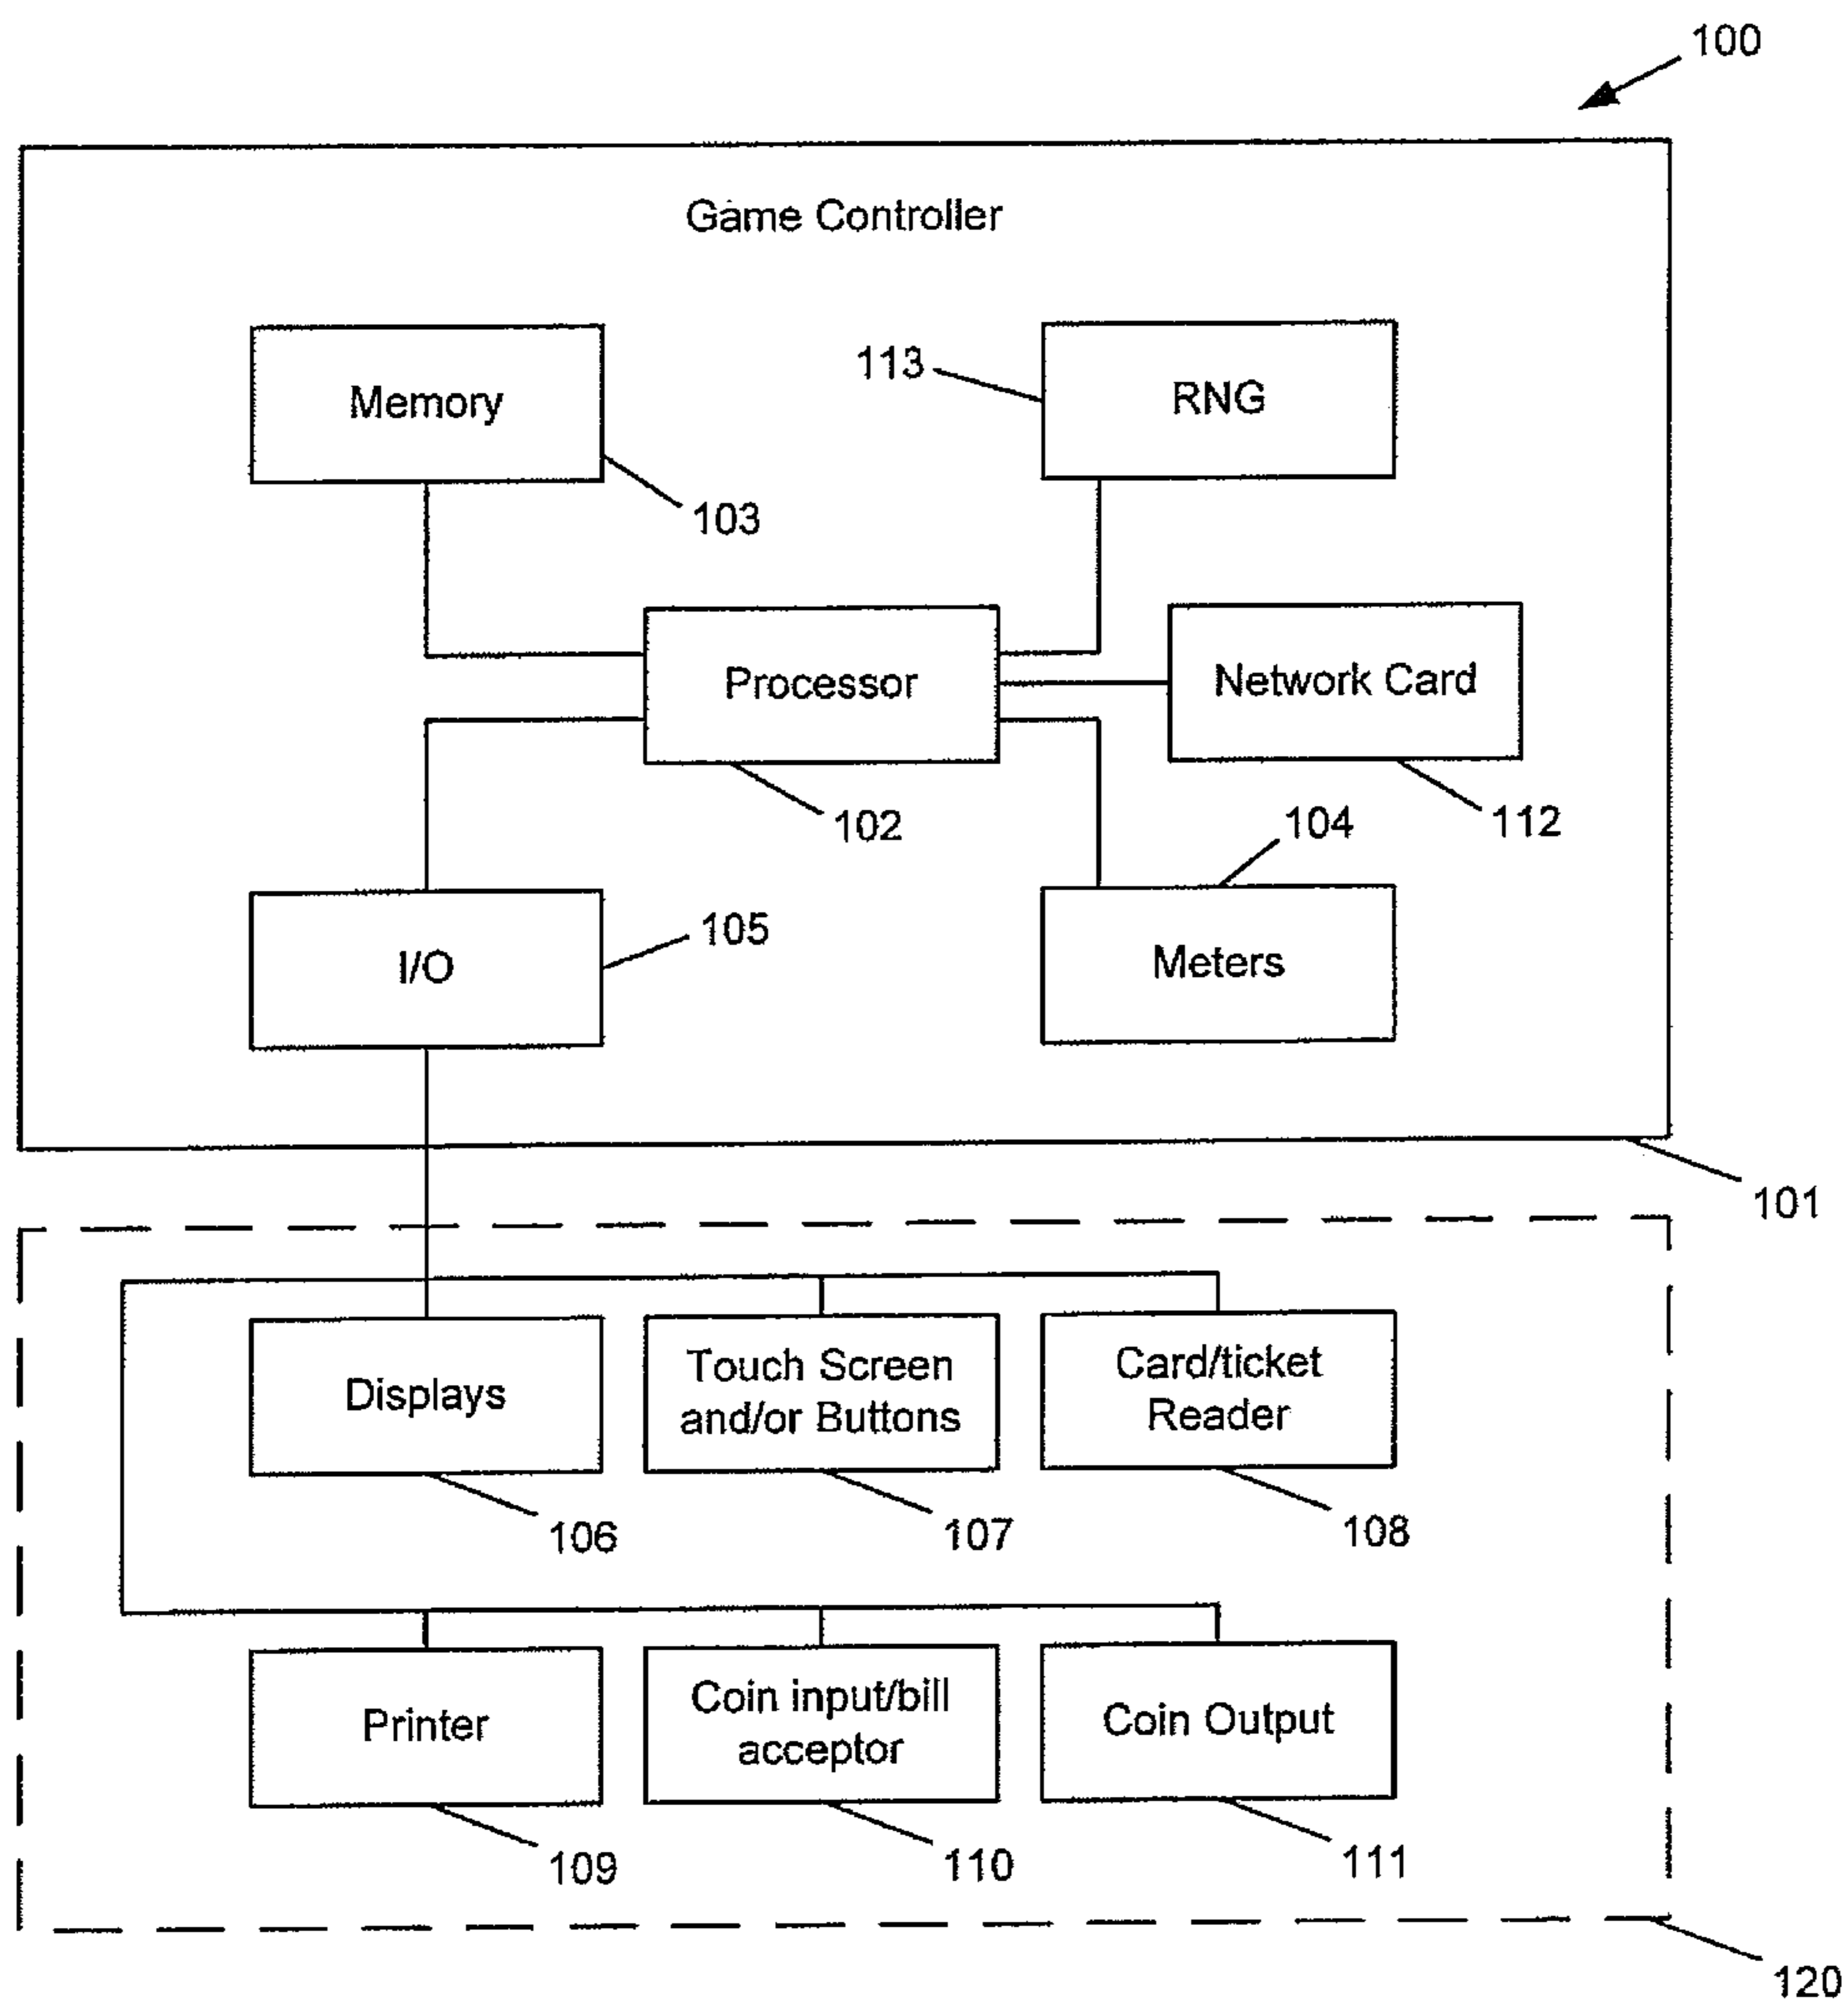 100
Game Controller
Memory
113
RNG
103
Processor
Network Card
102
104
112
I/O
105
Meters
101
Displays
Touch Screen
and/or Buttons
Card/ticket
Reader
106
107
108
Printer
Coin input/bill
acceptor
Coin Output
109
110
111
120